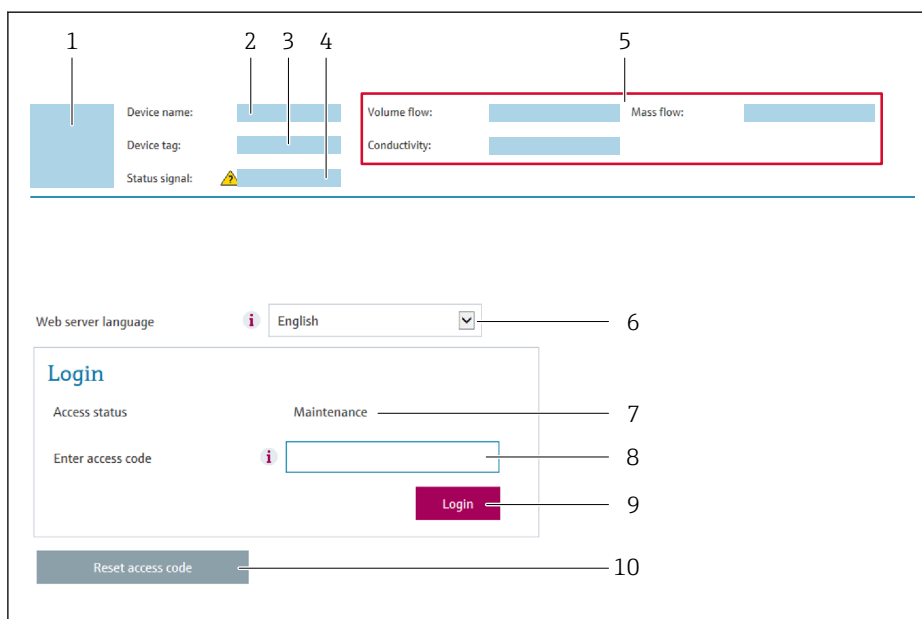 1 2 3 4 5
Device name: Volume flow: Mass flow:
Device tag: Conductivity:
Status signal: ?
Web server language i English 6
Login
Access status Maintenance 7
Enter access code i 8
Login 9
Reset access code 10